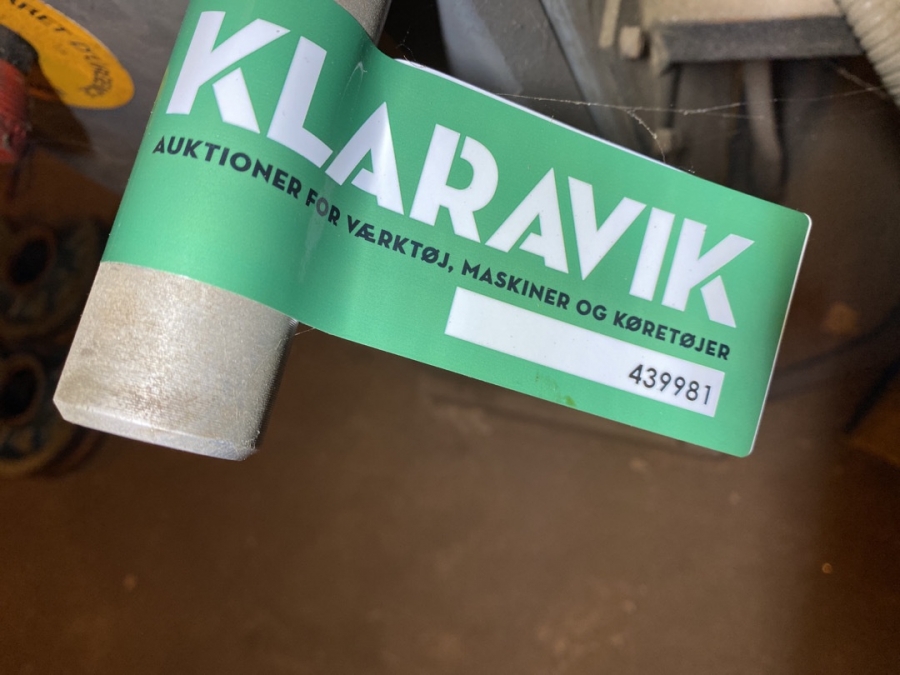 KLARAVIK
AUKTIONER FOR VÆRKTØJ, MASKINER OG KØRETØJER
439981